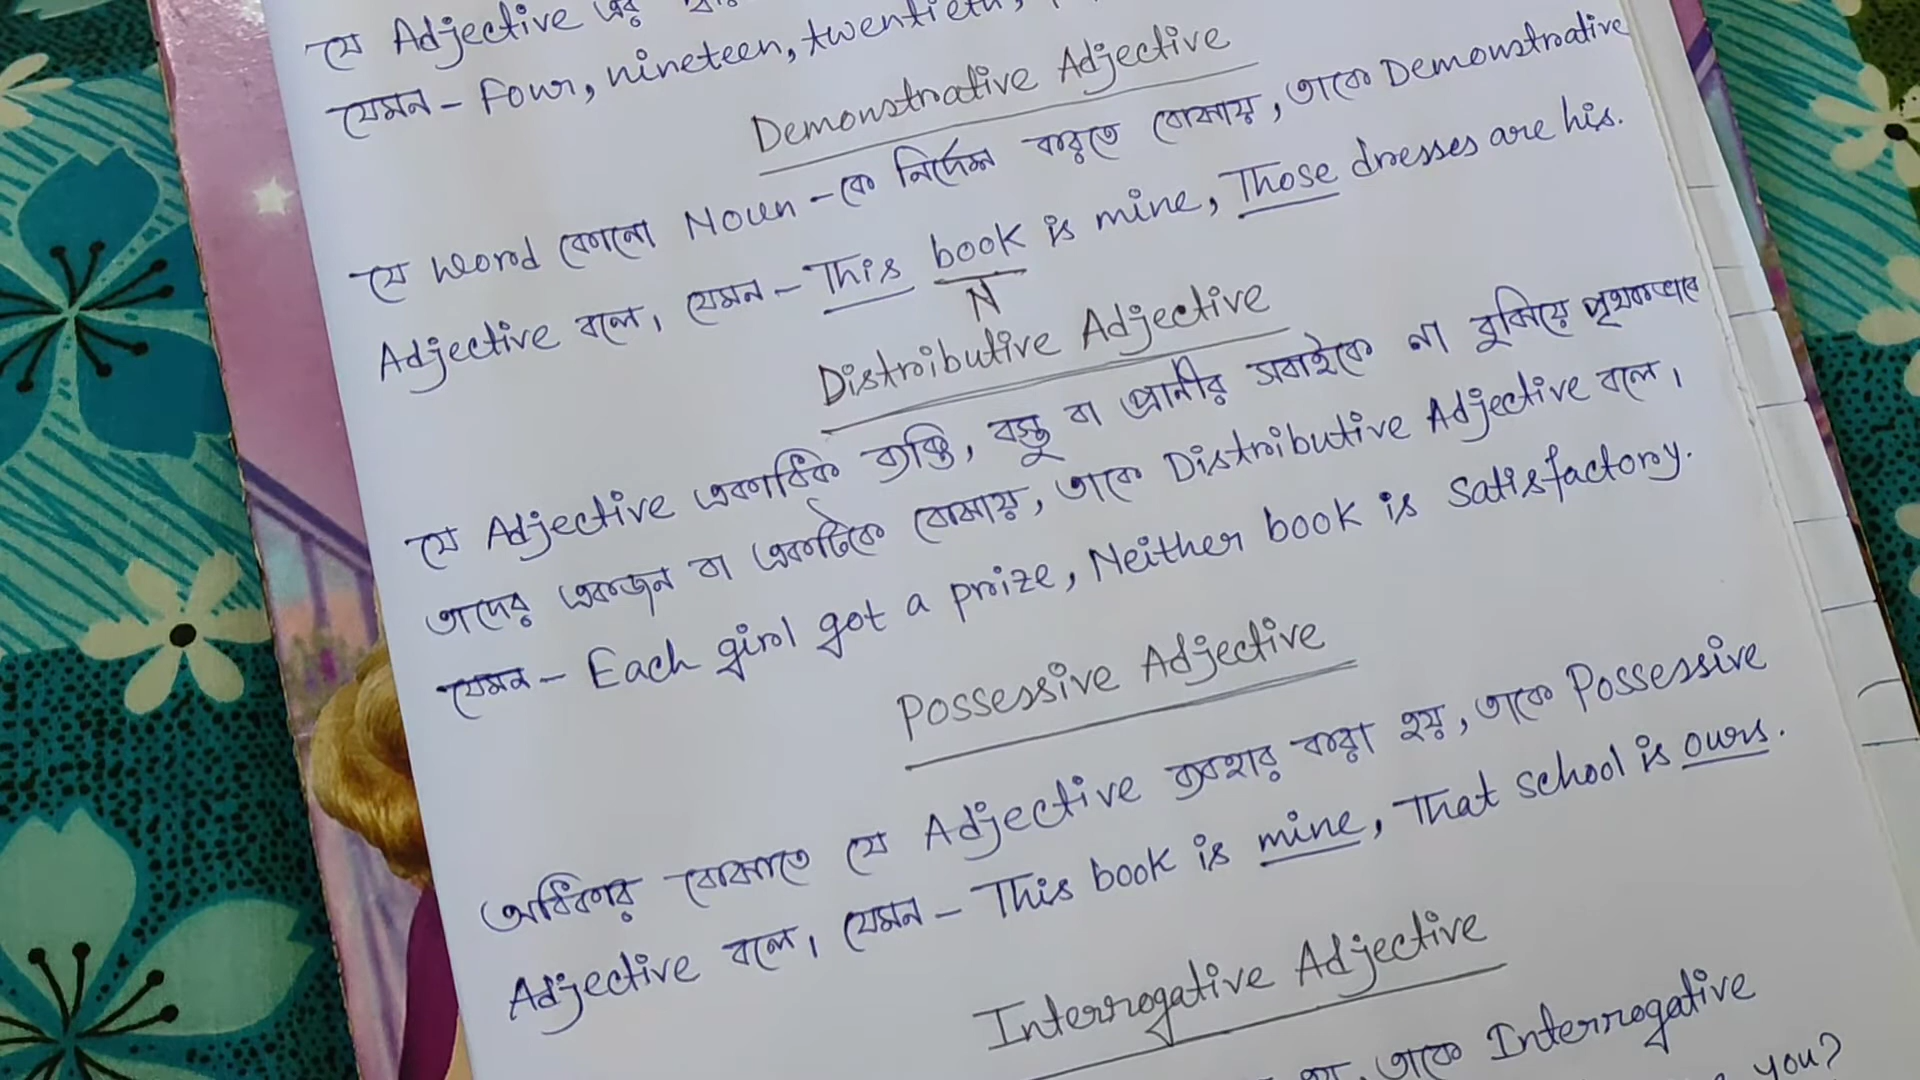 যে Adjective এর
যেমন - Four, nineteen, twentieth,
Demonstrative Adjective
যে Word কোনো Noun - কে নির্দেশ করতে বোঝায়, তাকে Demonstrative
Adjective বলে। যেমন - This book is mine, Those dresses are his.
N
Distributive Adjective
যে Adjective একাধিক ব্যক্তি, বস্তু বা প্রানীর সবাইকে না বুঝিয়ে পৃথকভাবে
তাদের একজন বা একটিকে বোঝায়, তাকে Distributive Adjective বলে।
যেমন - Each girl got a prize, Neither book is satisfactory.
Possessive Adjective
অধিকার বোঝাতে যে Adjective ব্যবহার করা হয়, তাকে Possessive
Adjective বলে। যেমন - This book is mine, That school is ours.
Interrogative Adjective
তাকে Interrogative
you?